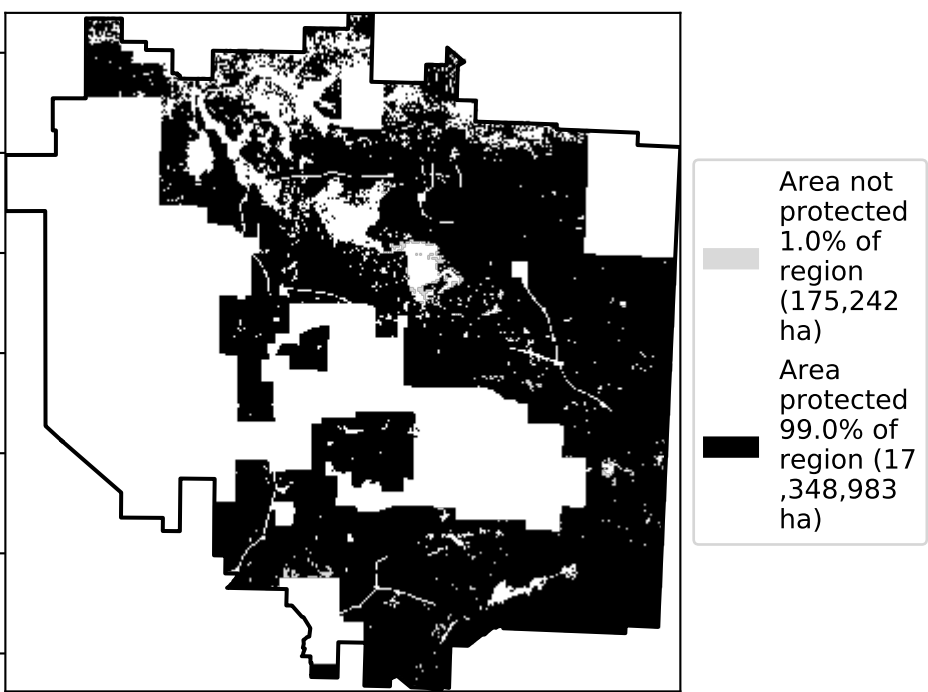 Area not
protected
1.0% of
region
(175,242
ha)
Area
protected
99.0% of
region (17
,348,983
ha)